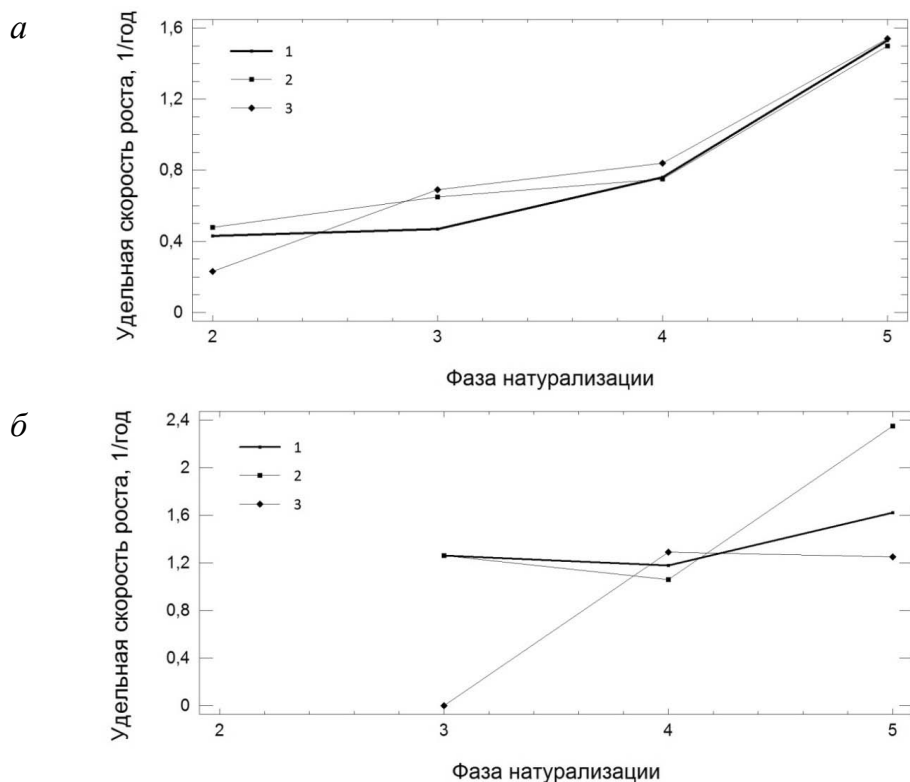 а
Удельная скорость роста, 1/год
1,6
1,2
0,8
0,4
0
1
2
3
2 3 4 5
Фаза натурализации
б
Удельная скорость роста, 1/год
2,4
2
1,6
1,2
0,8
0,4
0
1
2
3
2 3 4 5
Фаза натурализации